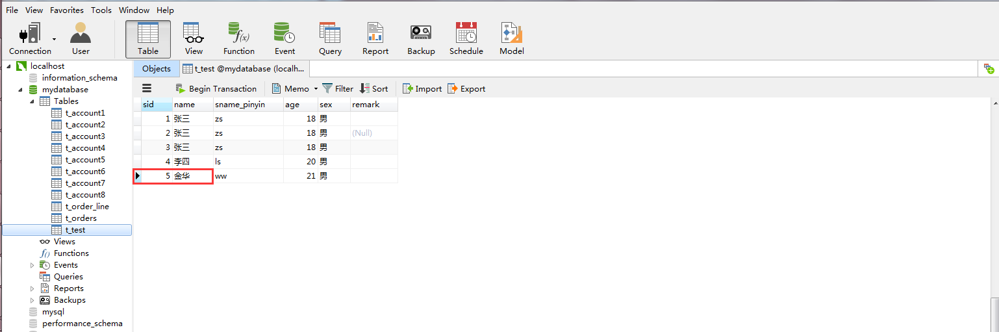 File View Favorites Tools Window Help
Connection User Table View Function Event Query Report Backup Schedule Model
localhost
information_schema
mydatabase
Tables
t_account1
t_account2
t_account3
t_account4
t_account5
t_account6
t_account7
t_account8
t_order_line
t_orders
t_test
Views
Functions
Events
Queries
Reports
Backups
mysql
performance_schema
Objects t_test @mydatabase (localh...
Begin Transaction Memo Filter Sort Import Export
sid name sname_pinyin age sex remark
1 张三 zs 18 男
2 张三 zs 18 男 (Null)
3 张三 zs 18 男
4 李四 ls 20 男
5 金华 ww 21 男